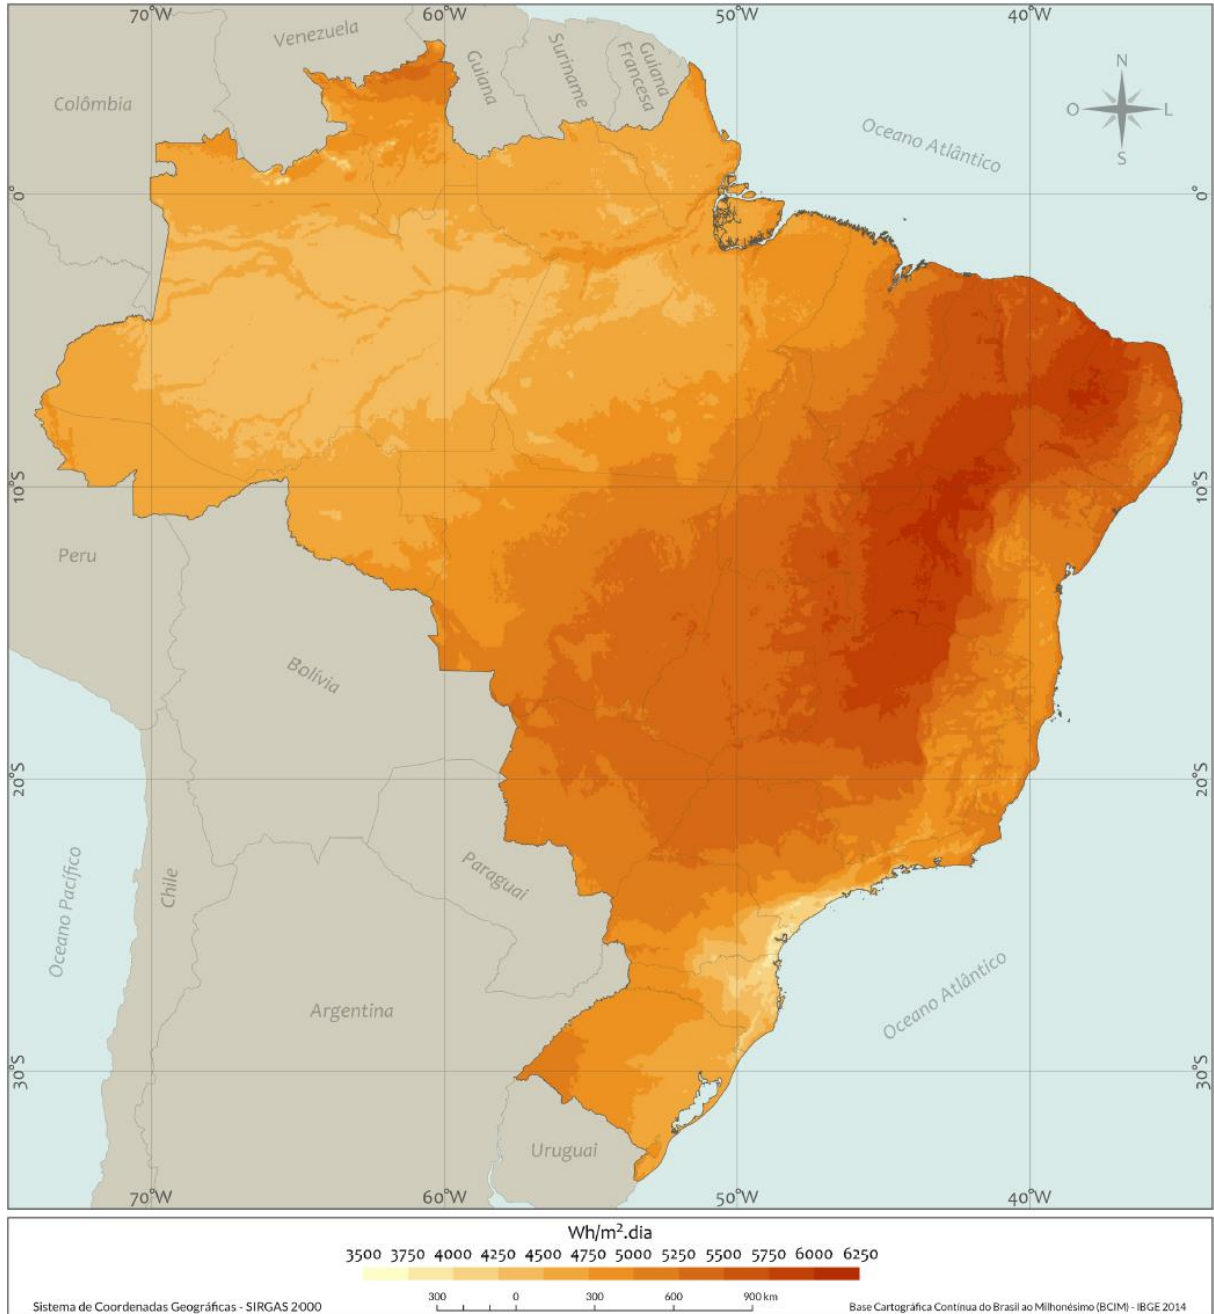 70°W 60°W 50°W 40°W
Venezuela
Guiana
Suriname
Guiana
Francesa
Colômbia
N
O L
S
Oceano Atlântico
0° 0°
10°S 10°S
Peru
Bolívia
20°S 20°S
Paraguai
Chile
Oceano Pacífico
Oceano Atlântico
Argentina
30°S 30°S
Uruguai
70°W 60°W 50°W 40°W
Wh/m².dia
3500 3750 4000 4250 4500 4750 5000 5250 5500 5750 6000 6250
300 0 300 600 900 km
Sistema de Coordenadas Geográficas - SIRGAS 2000
Base Cartográfica Contínua do Brasil ao Milhonésimo (BCIM) - IBGE 2014